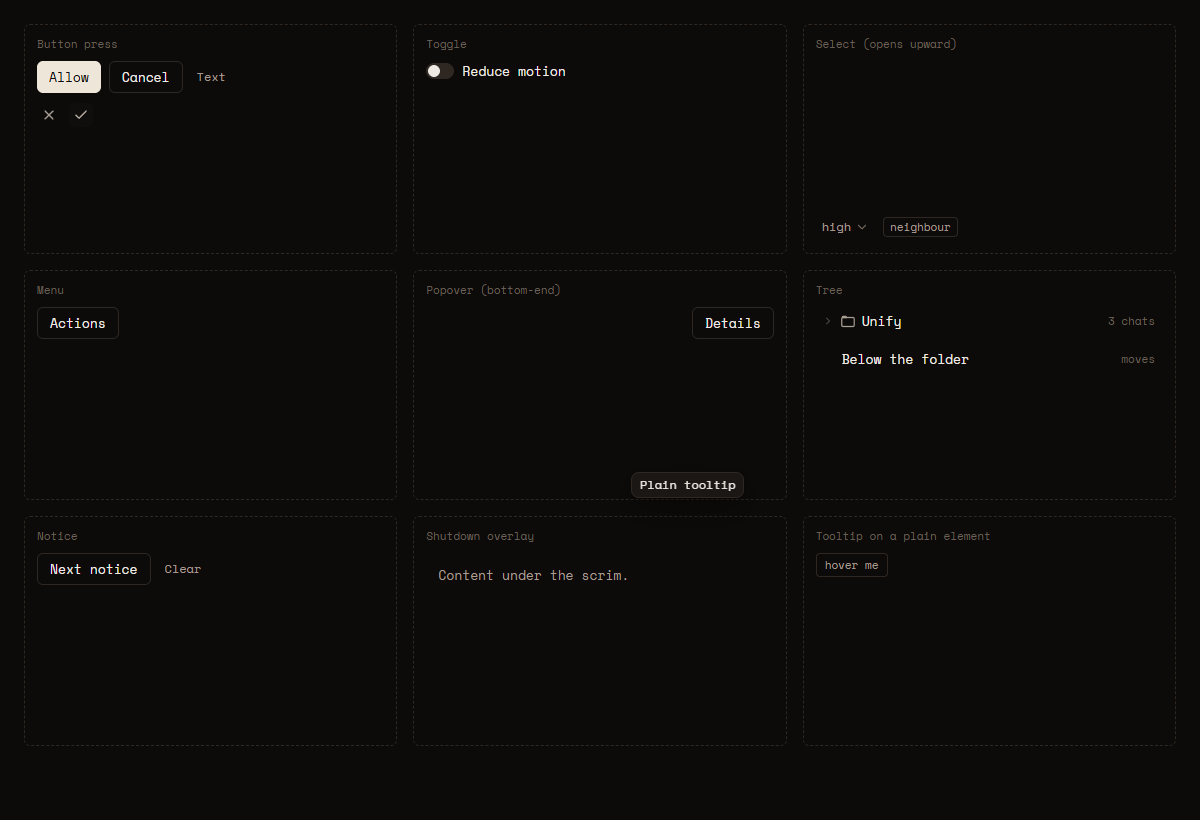 Button press
Allow
Cancel
Text
Toggle
Reduce motion
Select (opens upward)
high
neighbour
Menu
Actions
Popover (bottom-end)
Details
Plain tooltip
Tree
Unify
3 chats
Below the folder
moves
Notice
Next notice
Clear
Shutdown overlay
Content under the scrim.
Tooltip on a plain element
hover me